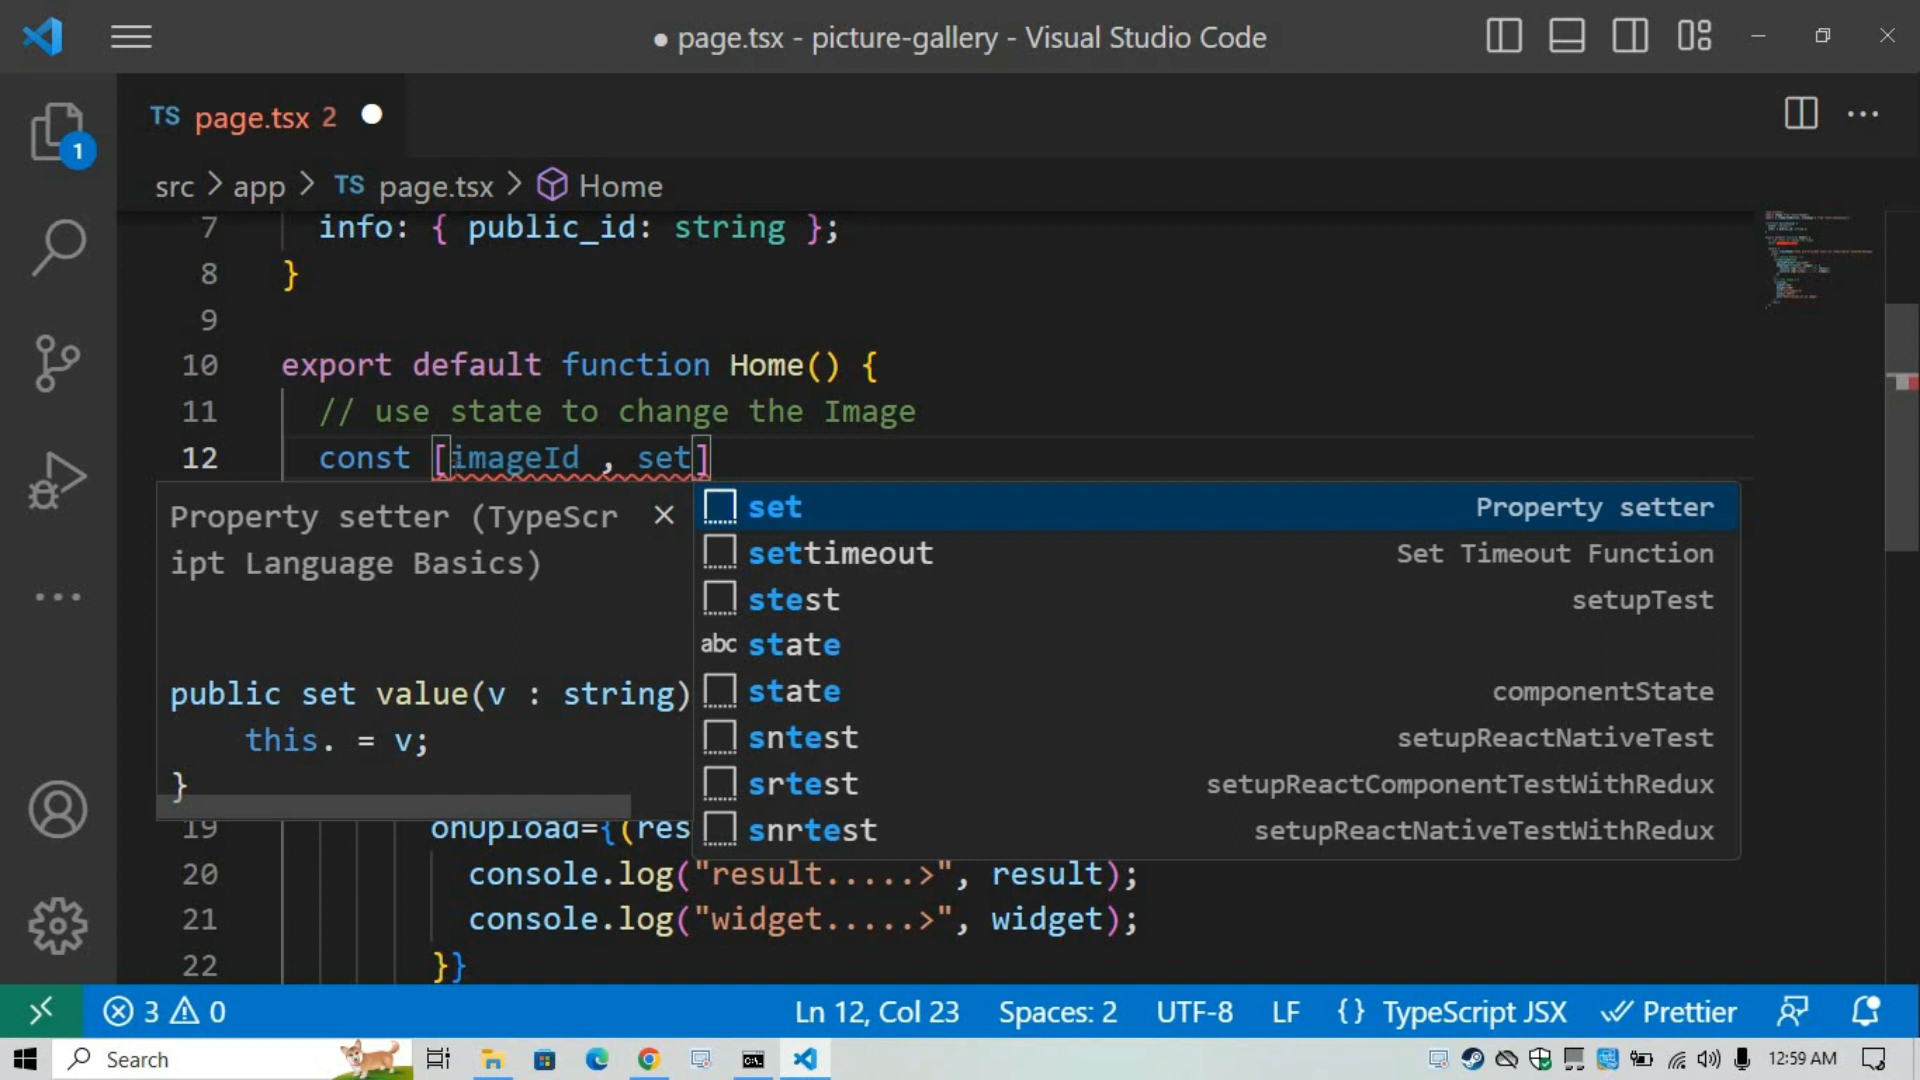 ● page.tsx - picture-gallery - Visual Studio Code
TS page.tsx 2
1
src > app > TS page.tsx > Home
7 info: { public_id: string };
8 }
9
10 export default function Home() {
11 // use state to change the Image
12 const [imageId , set]
Property setter (TypeScr
ipt Language Basics)
public set value(v : string)
this. = v;
}
set Property setter
settimeout Set Timeout Function
stest setupTest
abc state
state componentState
sntest setupReactNativeTest
srtest setupReactComponentTestWithRedux
snrtest setupReactNativeTestWithRedux
19 onUpload={(res
20 console.log("result.....>", result);
21 console.log("widget.....>", widget);
22 }}
3 0 Ln 12, Col 23 Spaces: 2 UTF-8 LF {} TypeScript JSX Prettier
Search 12:59 AM